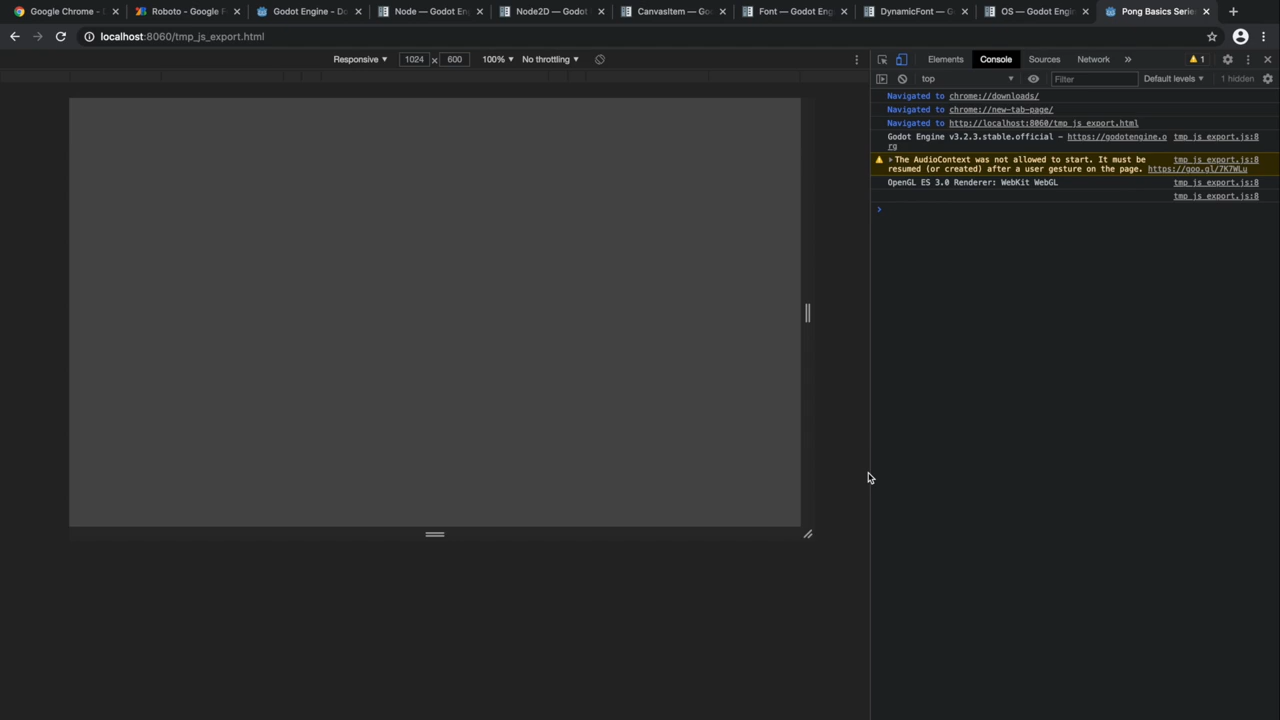 Google Chrome - D
Roboto - Google F
Godot Engine - Do
Node — Godot Eng
Node2D — Godot
CanvasItem — Go
Font — Godot Eng
DynamicFont — G
OS — Godot Engin
Pong Basics Serie
localhost:8060/tmp_js_export.html
Responsive
1024 × 600
100%
No throttling
Elements
Console
Sources
Network
»
1
top
Filter
Default levels
1 hidden
Navigated to chrome://downloads/
Navigated to chrome://new-tab-page/
Navigated to http://localhost:8060/tmp_js_export.html
Godot Engine v3.2.3.stable.official – https://godotengine.o tmp_js_export.js:8
rg
The AudioContext was not allowed to start. It must be tmp_js_export.js:8
resumed (or created) after a user gesture on the page. https://goo.gl/7K7WLu
OpenGL ES 3.0 Renderer: WebKit WebGL tmp_js_export.js:8
tmp_js_export.js:8